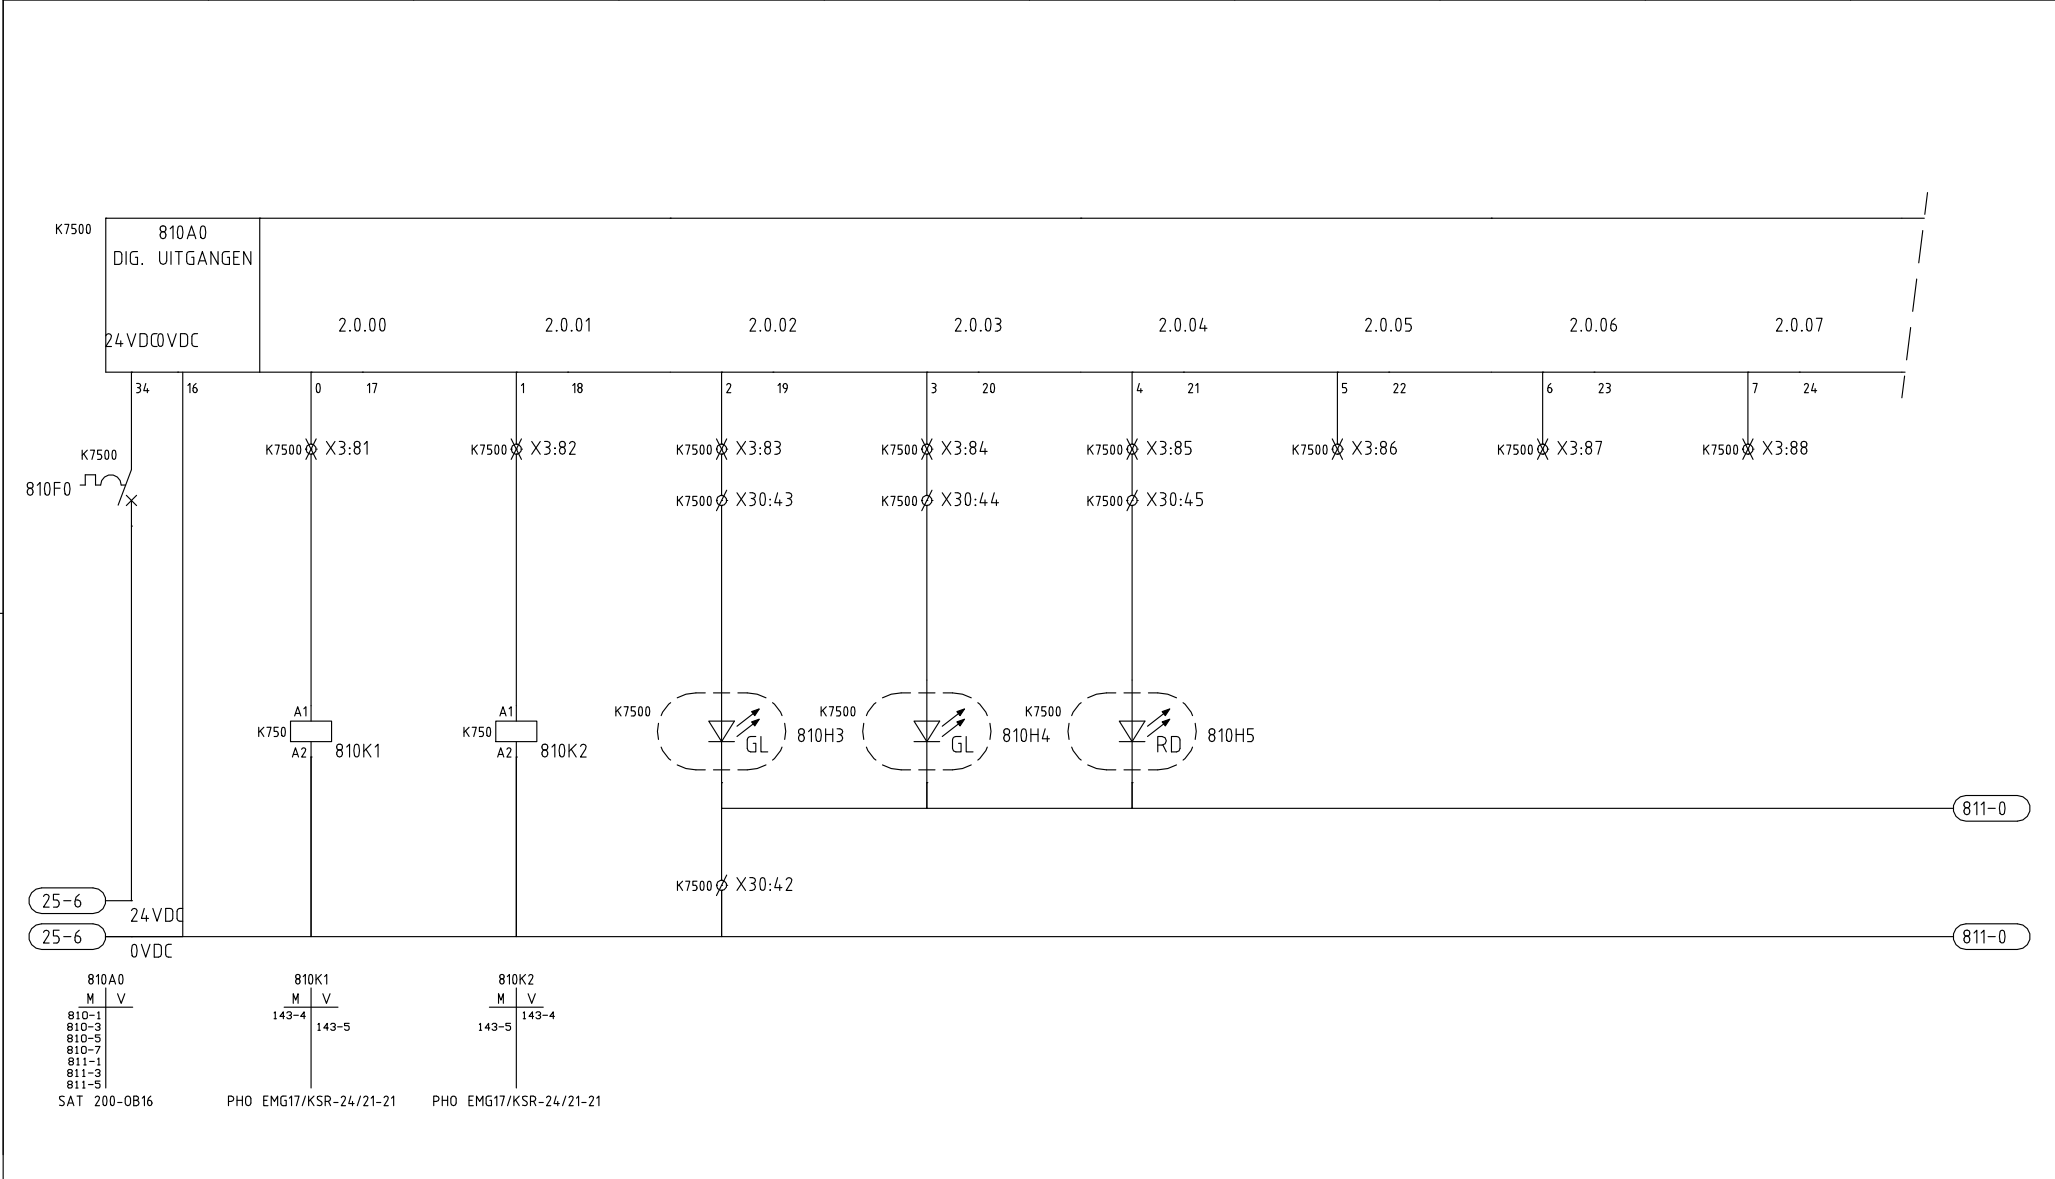 K7500
810A0
DIG. UITGANGEN
2.0.00 2.0.01 2.0.02 2.0.03 2.0.04 2.0.05 2.0.06 2.0.07
24VDC 0VDC
34 16 0 17 1 18 2 19 3 20 4 21 5 22 6 23 7 24
K7500 X3:81 K7500 X3:82 K7500 X3:83 K7500 X3:84 K7500 X3:85 K7500 X3:86 K7500 X3:87 K7500 X3:88
K7500
810F0
K7500 X30:43 K7500 X30:44 K7500 X30:45
A1 A1 K7500 K7500 K7500
K750 K750
810H3 810H4 810H5
GL GL RD
A2 810K1 A2 810K2
811-0
K7500 X30:42
25-6
24VDC
25-6 811-0
0VDC
810A0 810K1 810K2
M V M V M V
810-1 143-4 143-4
810-3 143-5 143-5
810-5
810-7
811-1
811-3
811-5
SAT 200-OB16 PHO EMG17/KSR-24/21-21 PHO EMG17/KSR-24/21-21